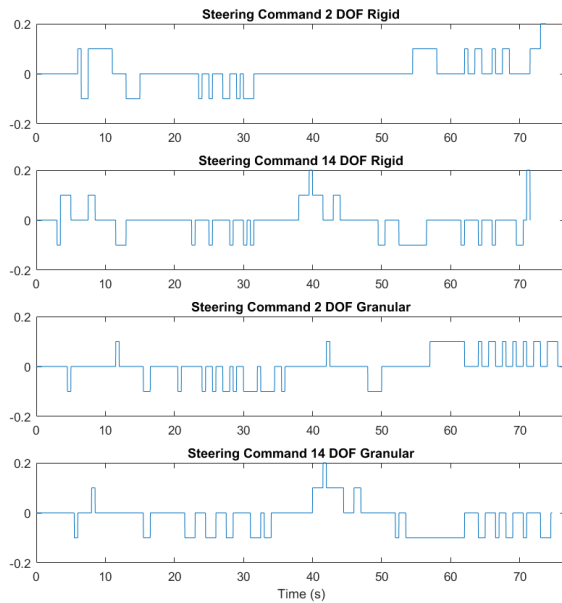 Steering Command 2 DOF Rigid
0.2
0
-0.2
0 10 20 30 40 50 60 70
Steering Command 14 DOF Rigid
0.2
0
-0.2
0 10 20 30 40 50 60 70
Steering Command 2 DOF Granular
0.2
0
-0.2
0 10 20 30 40 50 60 70
Steering Command 14 DOF Granular
0.2
0
-0.2
0 10 20 30 40 50 60 70
Time (s)